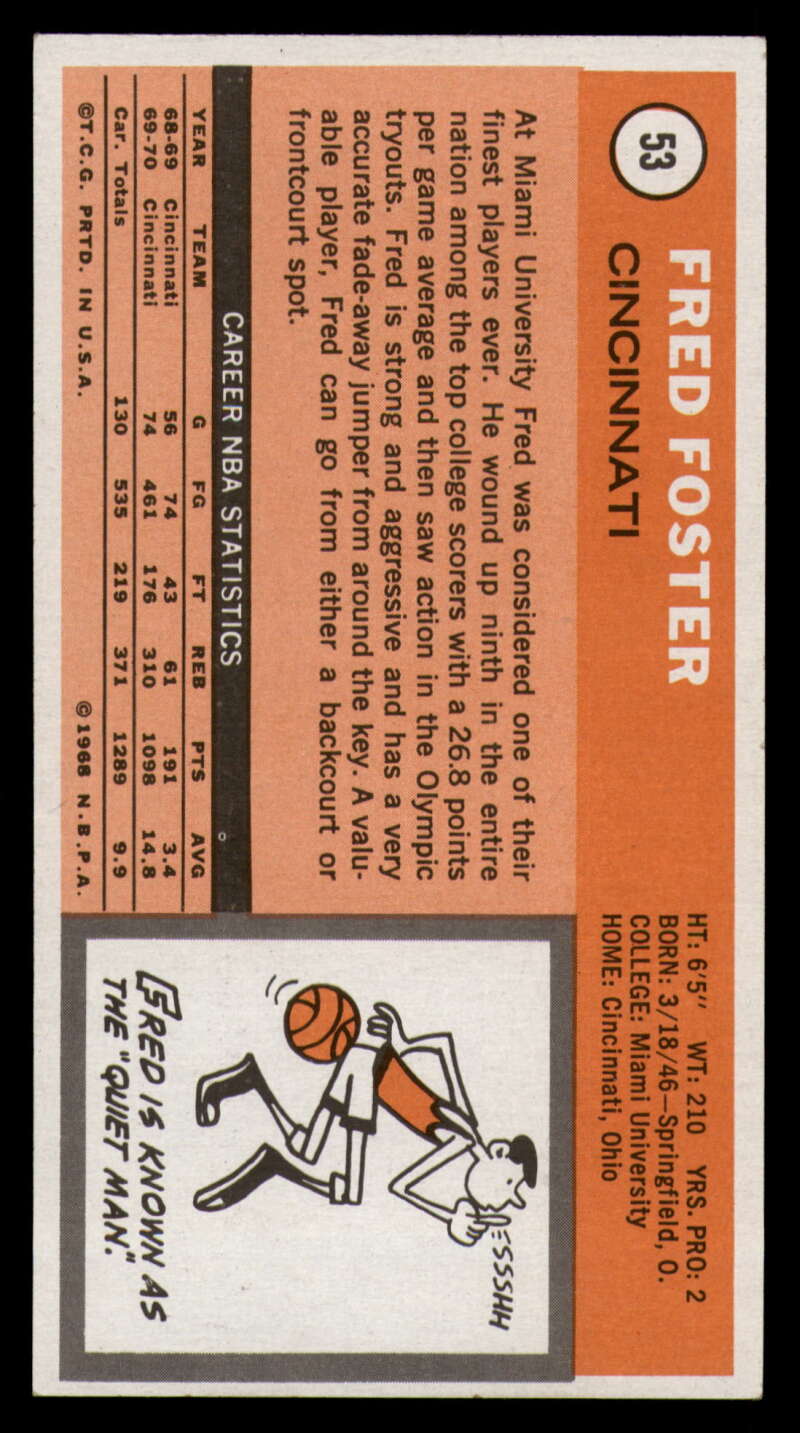 53
FRED FOSTER
CINCINNATI
HT: 6'5" WT: 210 YRS. PRO: 2
BORN: 3/18/46—Springfield, O.
COLLEGE: Miami University
HOME: Cincinnati, Ohio
At Miami University Fred was considered one of their
finest players ever. He wound up ninth in the entire
nation among the top college scorers with a 26.8 points
per game average and then saw action in the Olympic
tryouts. Fred is strong and aggressive and has a very
accurate fade-away jumper from around the key. A valu-
able player, Fred can go from either a backcourt or
frontcourt spot.
CAREER NBA STATISTICS
YEAR TEAM G FG FT REB PTS AVG
68-69 Cincinnati 56 74 43 61 191 3.4
69-70 Cincinnati 74 461 176 310 1098 14.8
Car. Totals 130 535 219 371 1289 9.9
©T.C.G. PRTD. IN U.S.A. ©1968 N.B.P.A.
SSSHH
FRED IS KNOWN AS
THE "QUIET MAN."